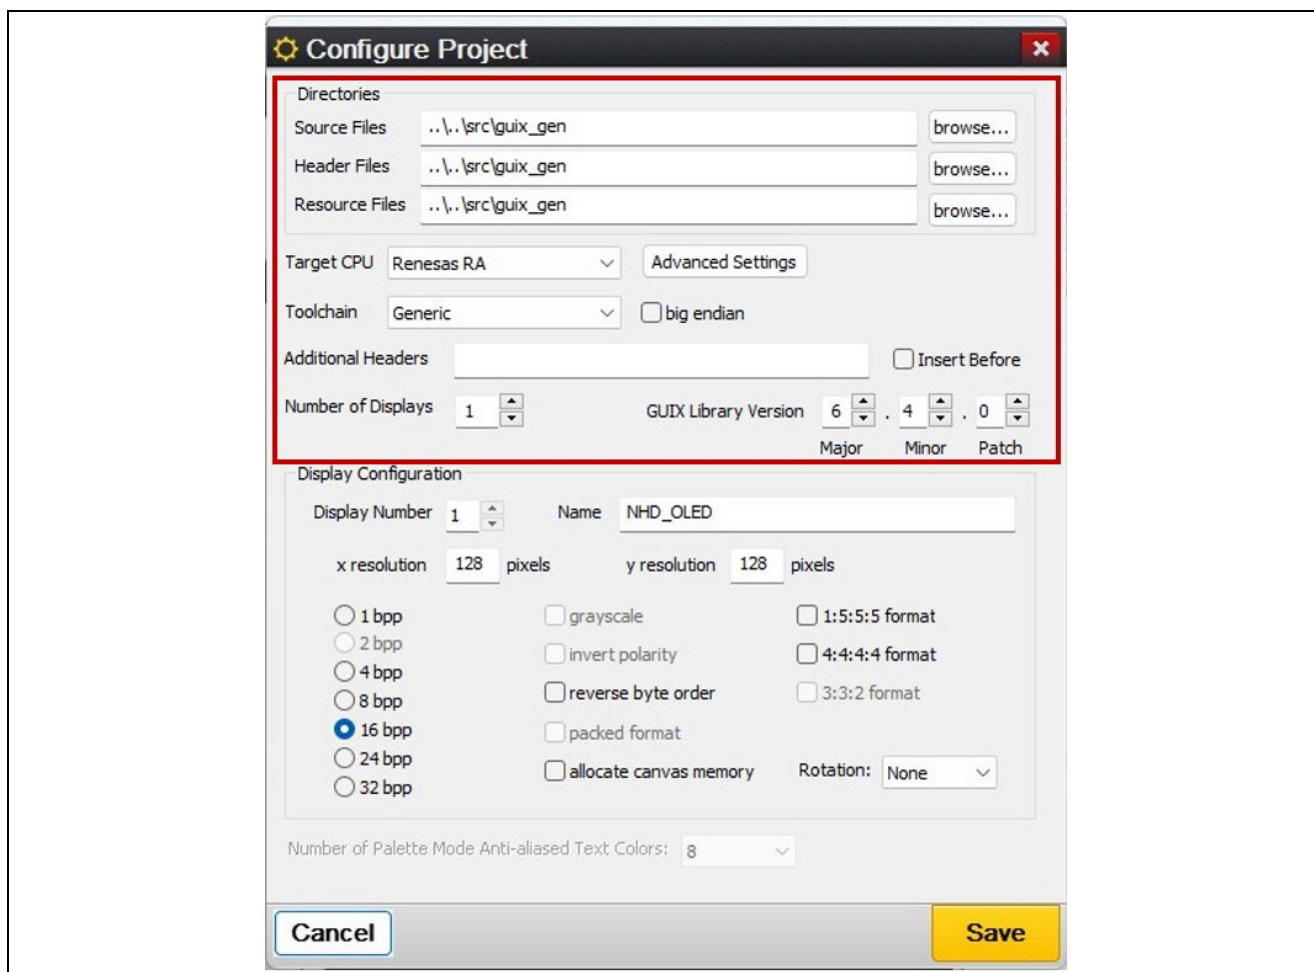 Configure Project
Directories
Source Files ..\..\src\guix_gen browse...
Header Files ..\..\src\guix_gen browse...
Resource Files ..\..\src\guix_gen browse...
Target CPU Renesas RA Advanced Settings
Toolchain Generic big endian
Additional Headers Insert Before
Number of Displays 1 GUIX Library Version 6 . 4 . 0
Major Minor Patch
Display Configuration
Display Number 1 Name NHD_OLED
x resolution 128 pixels y resolution 128 pixels
1 bpp grayscale 1:5:5:5 format
2 bpp
invert polarity 4:4:4:4 format
4 bpp
8 bpp reverse byte order 3:3:2 format
16 bpp packed format
24 bpp
allocate canvas memory Rotation: None
32 bpp
Number of Palette Mode Anti-aliased Text Colors: 8
Cancel Save